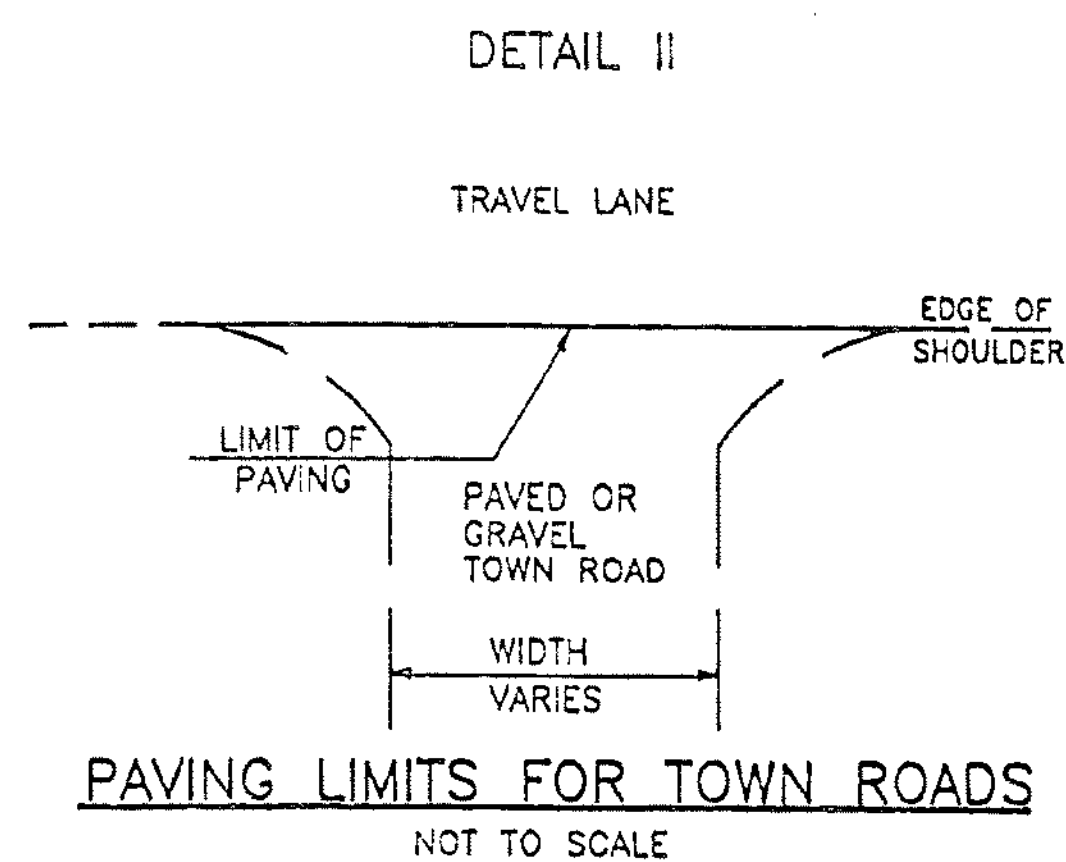 DETAIL II
TRAVEL LANE
EDGE OF
SHOULDER
LIMIT OF
PAVING
PAVED OR
GRAVEL
TOWN ROAD
WIDTH
VARIES
PAVING LIMITS FOR TOWN ROADS
NOT TO SCALE